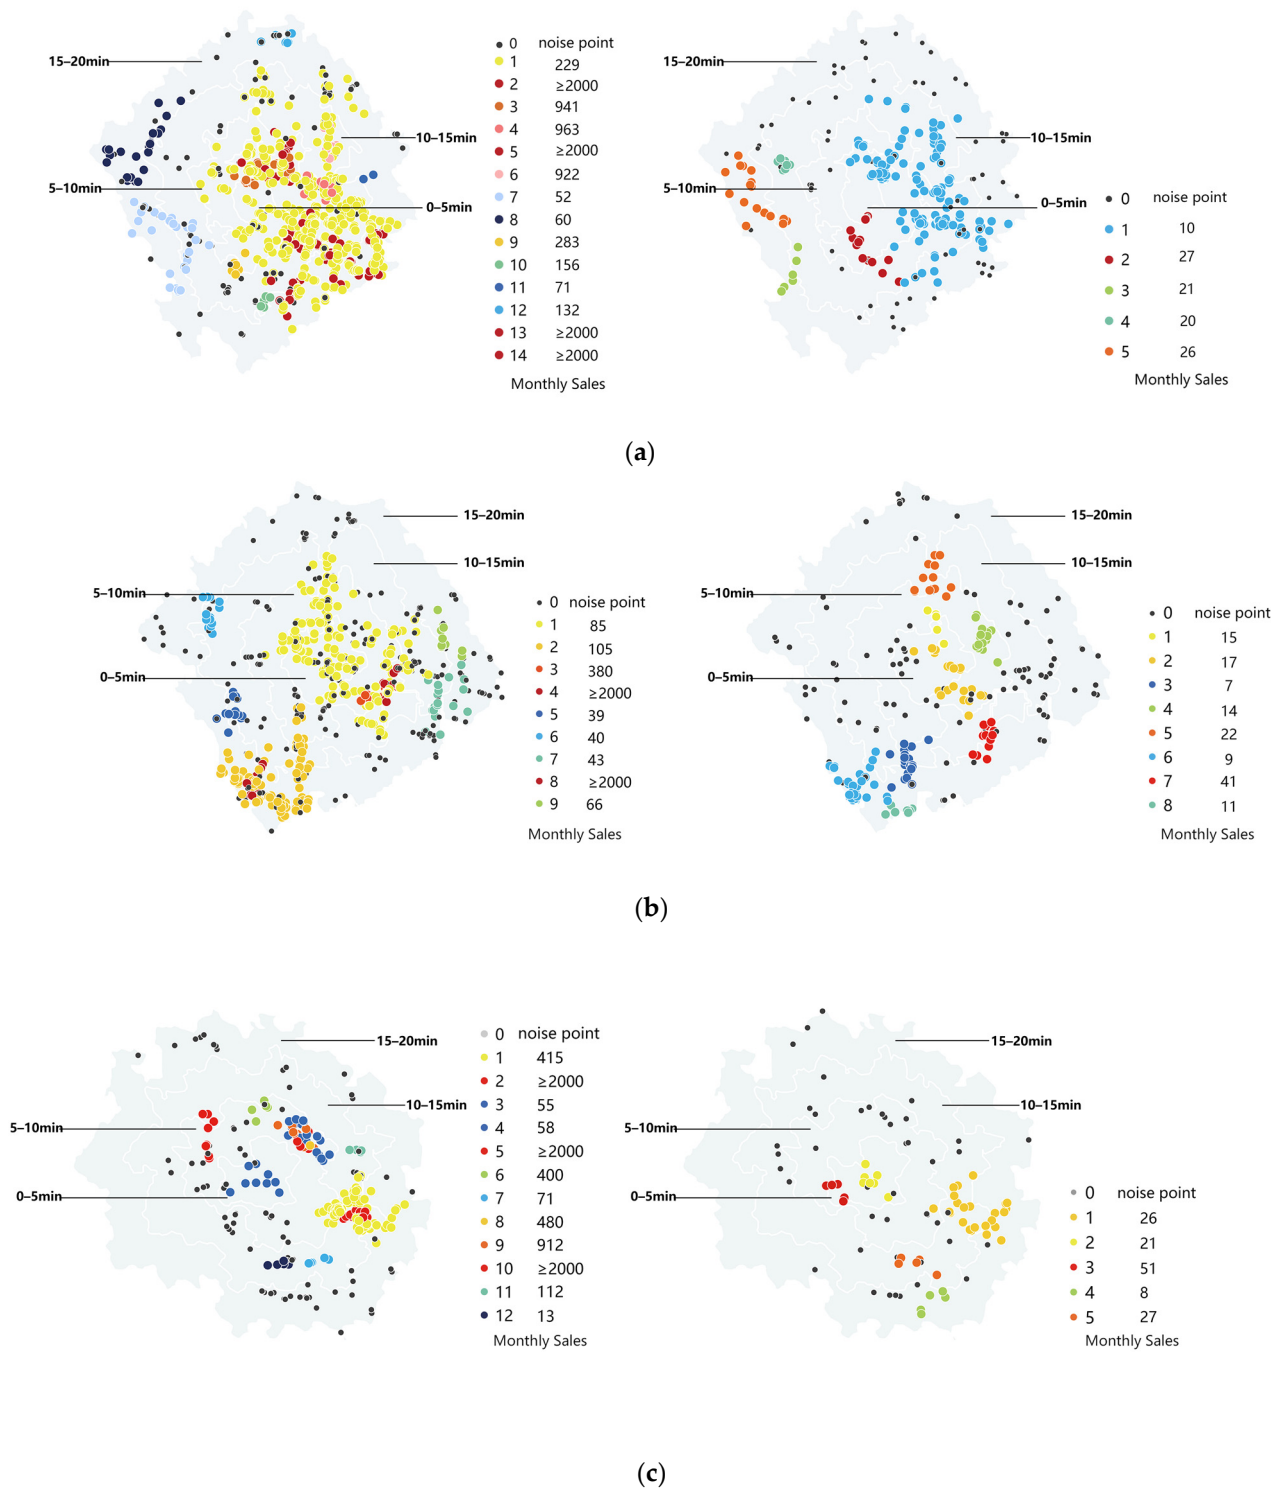 15–20min
10–15min
5–10min
0–5min
0 noise point
1 229
2 ≥2000
3 941
4 963
5 ≥2000
6 922
7 52
8 60
9 283
10 156
11 71
12 132
13 ≥2000
14 ≥2000
Monthly Sales
15–20min
10–15min
5–10min
0–5min
0 noise point
1 10
2 27
3 21
4 20
5 26
Monthly Sales
(a)
15–20min
10–15min
5–10min
0–5min
0 noise point
1 85
2 105
3 380
4 ≥2000
5 39
6 40
7 43
8 ≥2000
9 66
Monthly Sales
15–20min
10–15min
5–10min
0–5min
0 noise point
1 15
2 17
3 7
4 14
5 22
6 9
7 41
8 11
Monthly Sales
(b)
15–20min
10–15min
5–10min
0–5min
0 noise point
1 415
2 ≥2000
3 55
4 58
5 ≥2000
6 400
7 71
8 480
9 912
10 ≥2000
11 112
12 13
Monthly Sales
15–20min
10–15min
5–10min
0–5min
0 noise point
1 26
2 21
3 51
4 8
5 27
Monthly Sales
(c)